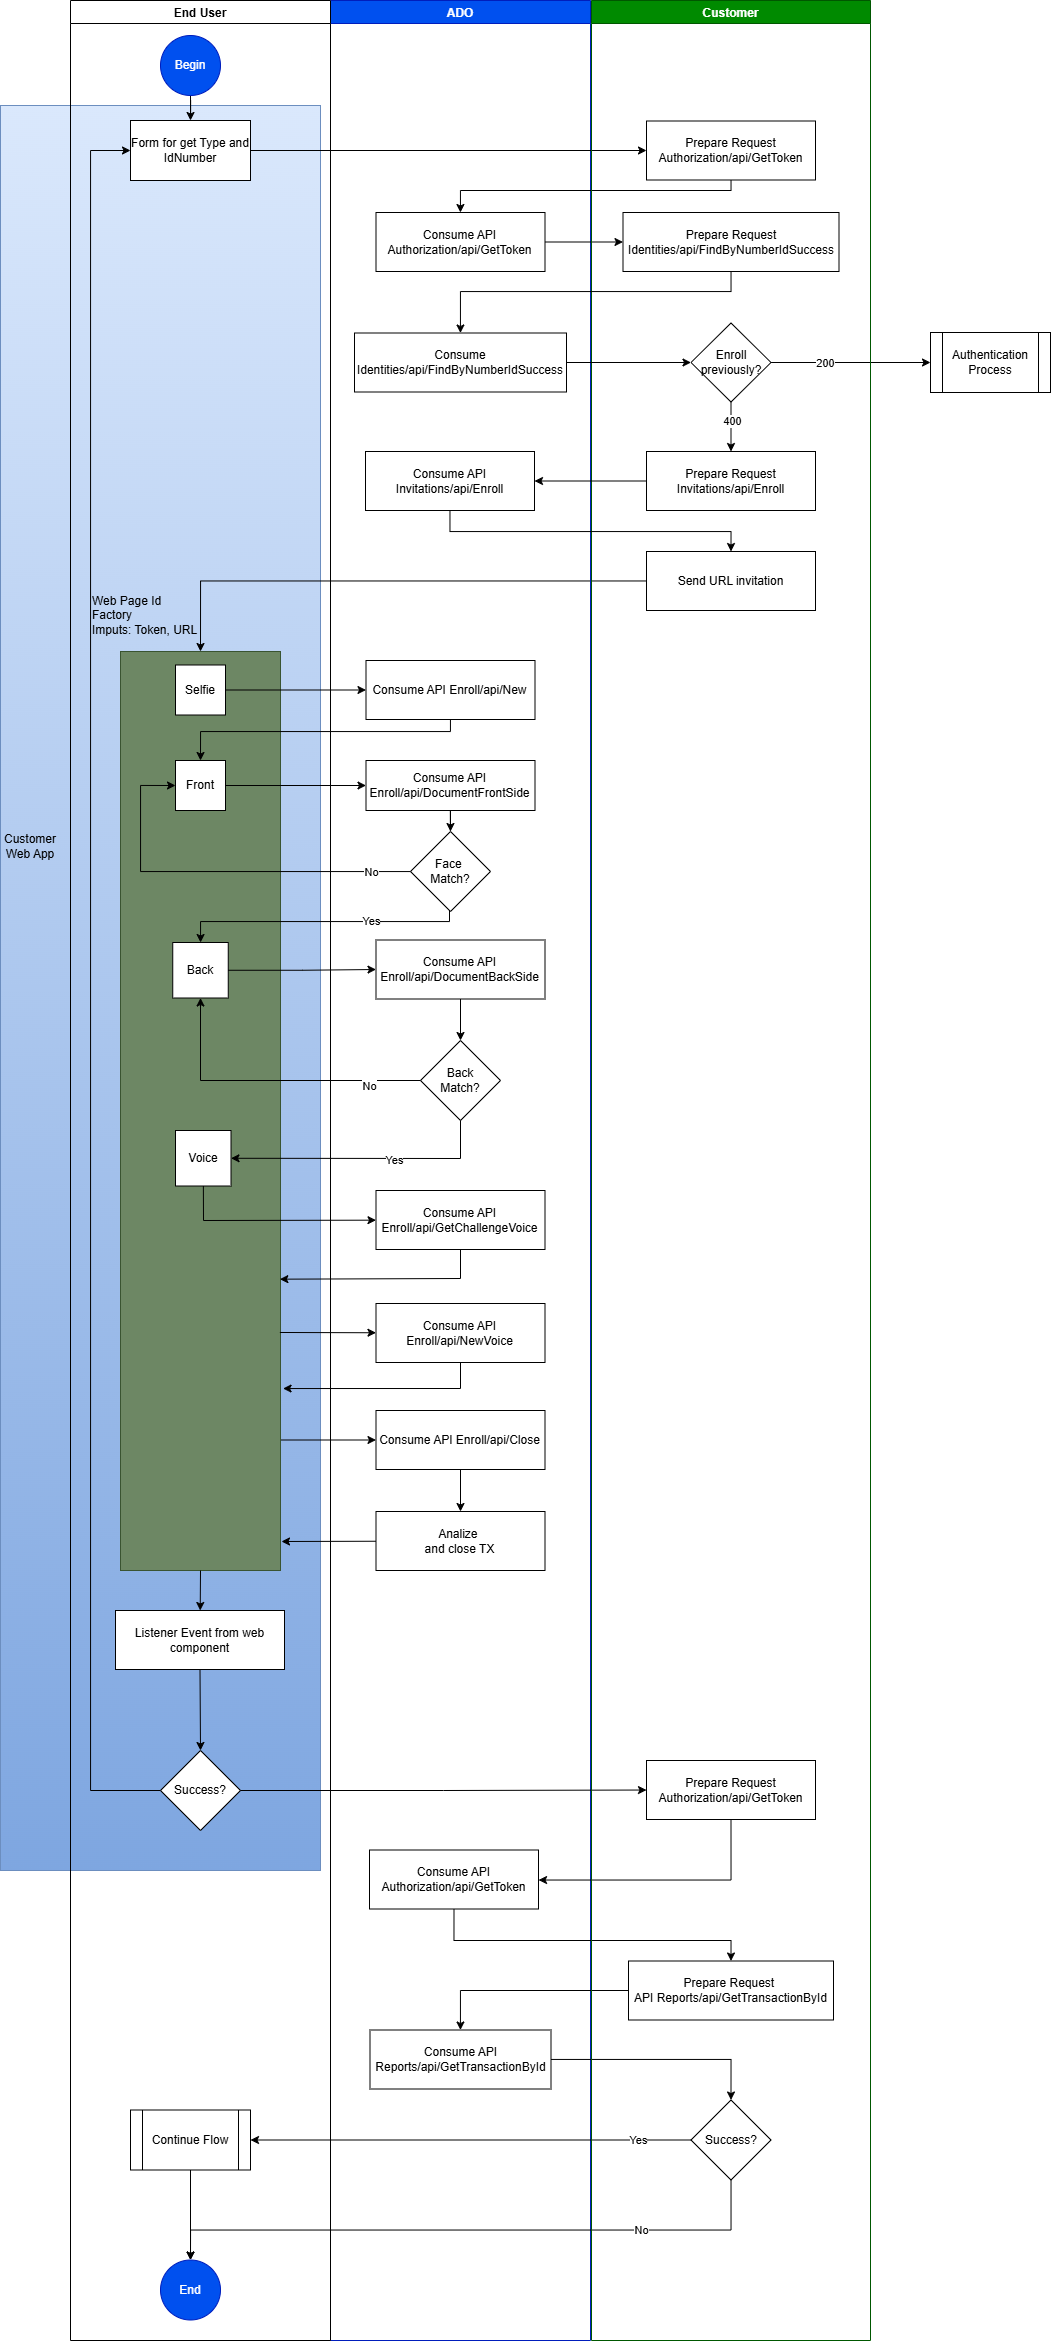 End User
ADO
Customer
Begin
Form for get Type and
IdNumber
Prepare Request
Authorization/api/GetToken
Consume API
Authorization/api/GetToken
Prepare Request
Identities/api/FindByNumberIdSuccess
Consume
Identities/api/FindByNumberIdSuccess
Enroll
previously?
200
Authentication
Process
400
Consume API
Invitations/api/Enroll
Prepare Request
Invitations/api/Enroll
Send URL invitation
Web Page Id
Factory
Imputs: Token, URL
Selfie
Consume API Enroll/api/New
Front
Consume API
Enroll/api/DocumentFrontSide
Customer
Web App
Face
Match?
No
Yes
Back
Consume API
Enroll/api/DocumentBackSide
Back
Match?
No
Voice
Yes
Consume API
Enroll/api/GetChallengeVoice
Consume API
Enroll/api/NewVoice
Consume API Enroll/api/Close
Analize
and close TX
Listener Event from web
component
Success?
Prepare Request
Authorization/api/GetToken
Consume API
Authorization/api/GetToken
Prepare Request
API Reports/api/GetTransactionById
Consume API
Reports/api/GetTransactionById
Continue Flow
Yes
Success?
No
End